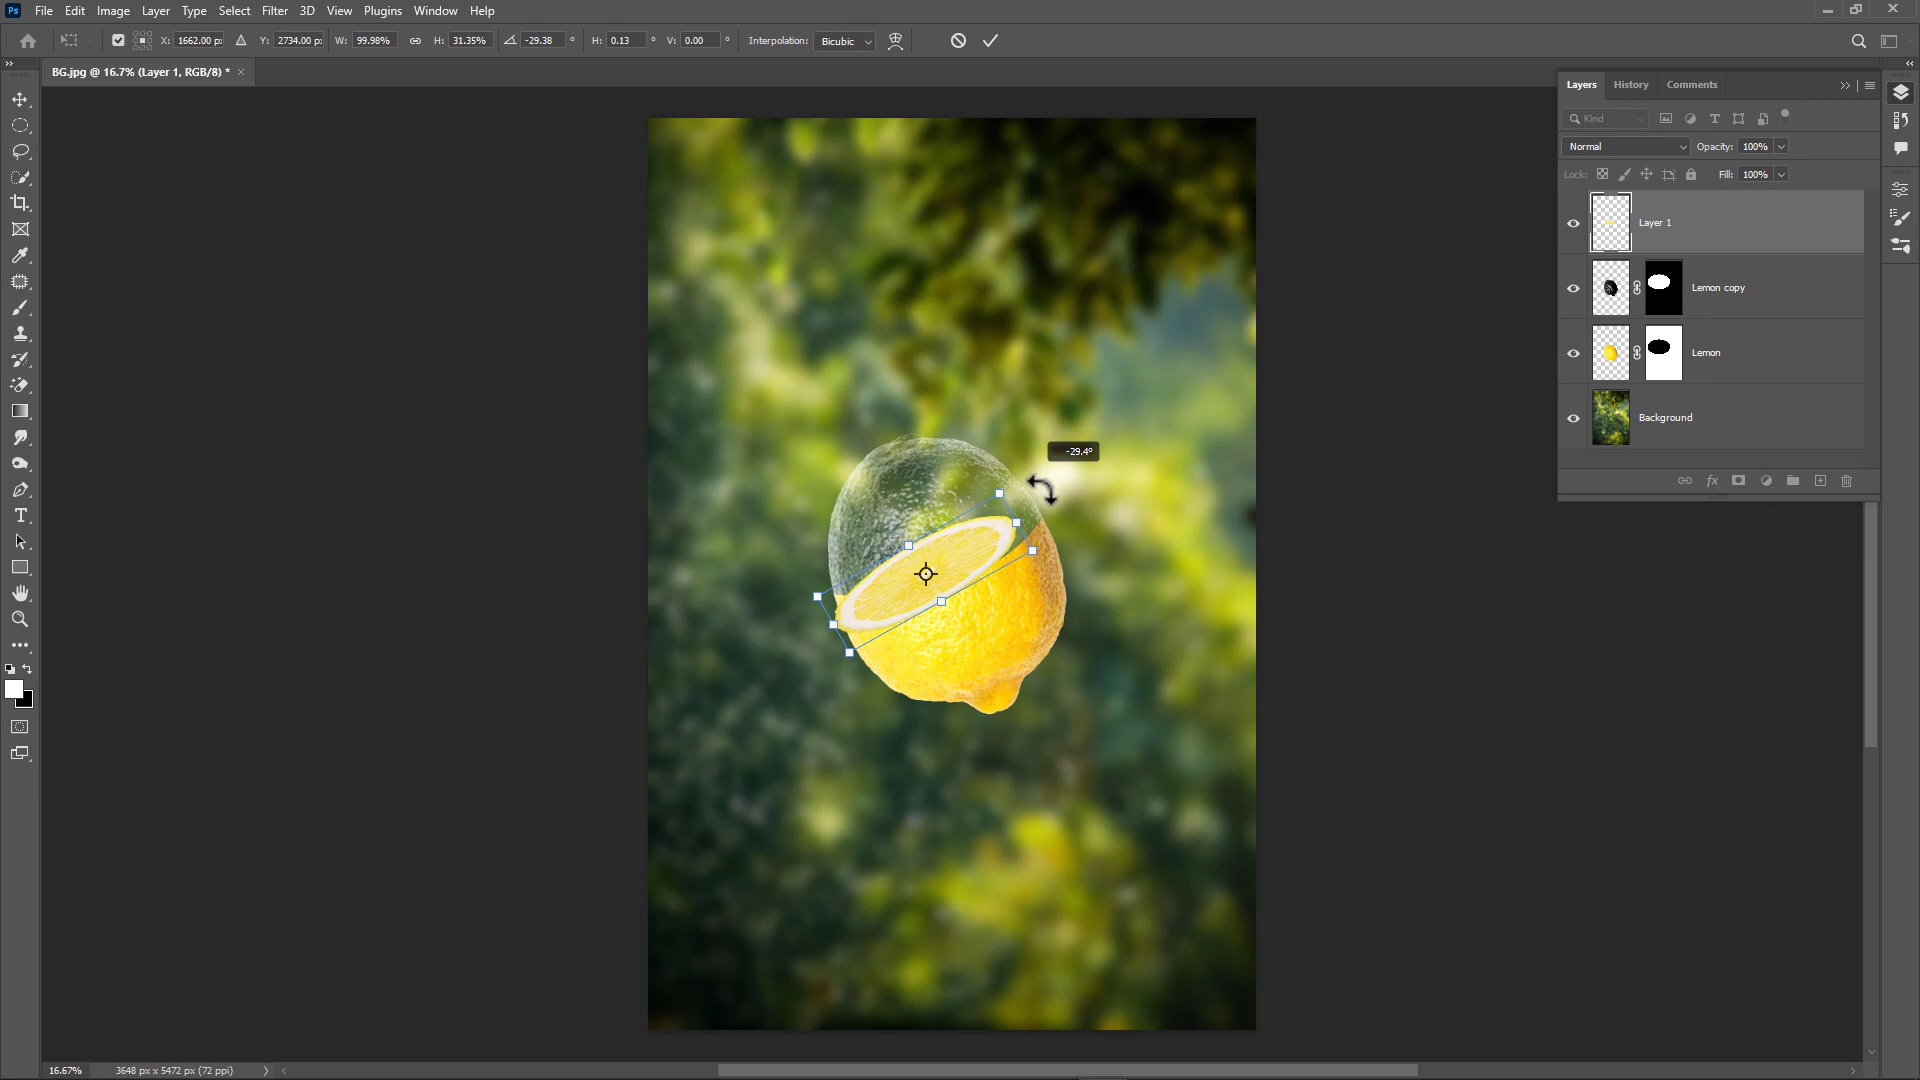 Ps File Edit Image Layer Type Select Filter 3D View Plugins Window Help
X: 1662.00 p Y: 2734.00 p W: 99.98% H: 31.35% -29.38 ° H: 0.13 ° V: 0.00 ° Interpolation: Bicubic
BG.jpg @ 16.7% (Layer 1, RGB/8) * ×
Layers History Comments
Kind
Normal Opacity: 100%
Lock: Fill: 100%
Layer 1
Lemon copy
Lemon
Background
fx
-29.4°
16.67% 3648 px x 5472 px (72 ppi)